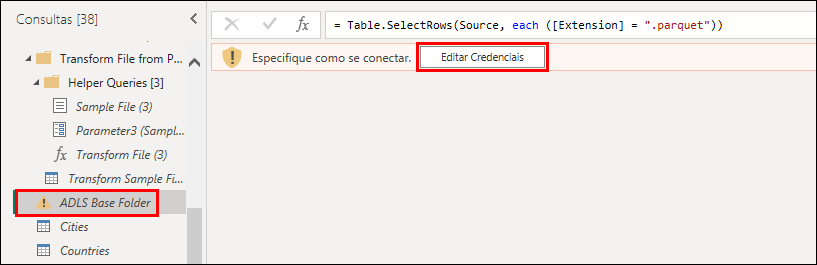 Consultas [38]
Transform File from P...
Helper Queries [3]
Sample File (3)
Parameter3 (Sampl...
fx Transform File (3)
Transform Sample Fi...
ADLS Base Folder
Cities
Countries
fx = Table.SelectRows(Source, each ([Extension] = ".parquet"))
Especifique como se conectar. Editar Credenciais